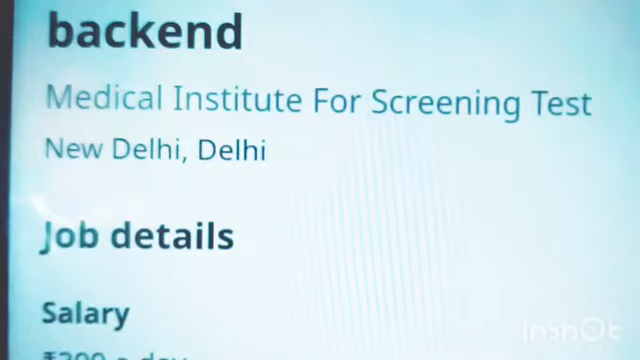 backend
Medical Institute For Screening Test
New Delhi, Delhi
Job details
Salary
InShOt